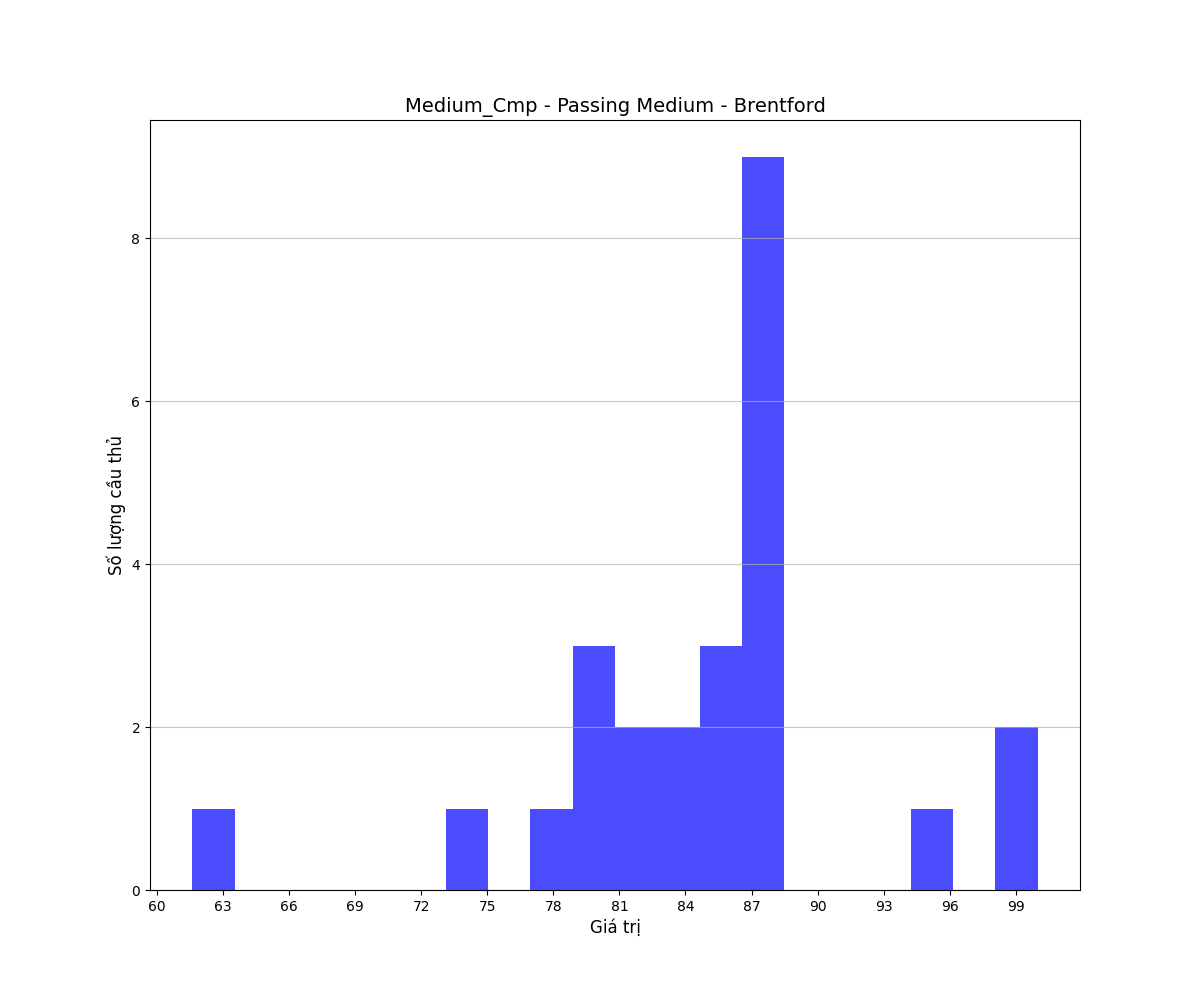 Medium_Cmp - Passing Medium - Brentford
Số lượng cầu thủ
8
6
4
2
0
60 63 66 69 72 75 78 81 84 87 90 93 96 99
Giá trị